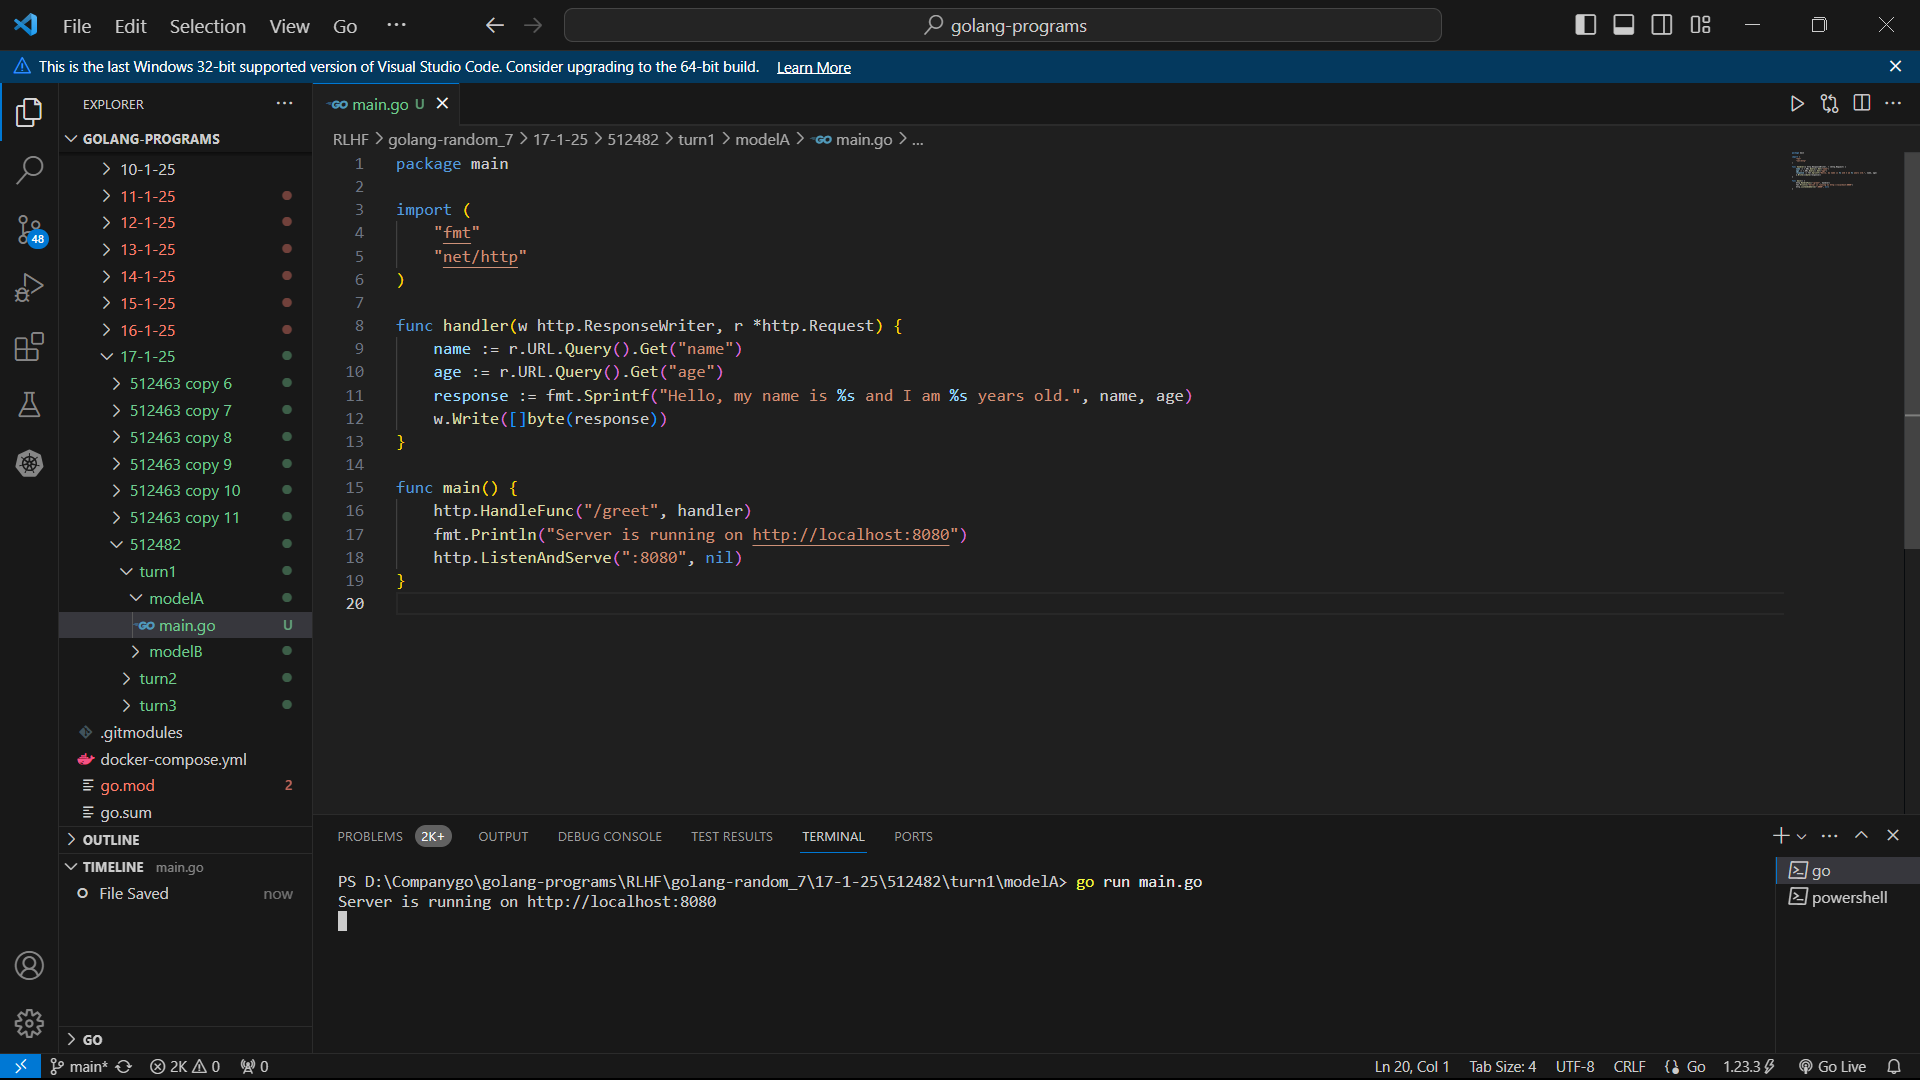 File Edit Selection View Go ··· golang-programs
This is the last Windows 32-bit supported version of Visual Studio Code. Consider upgrading to the 64-bit build. Learn More
EXPLORER
GOLANG-PROGRAMS
10-1-25
11-1-25
12-1-25
13-1-25
14-1-25
15-1-25
16-1-25
17-1-25
512463 copy 6
512463 copy 7
512463 copy 8
512463 copy 9
512463 copy 10
512463 copy 11
512482
turn1
modelA
GO main.go U
modelB
turn2
turn3
.gitmodules
docker-compose.yml
go.mod 2
go.sum
OUTLINE
TIMELINE main.go
File Saved now
GO
48
GO main.go U
RLHF > golang-random_7 > 17-1-25 > 512482 > turn1 > modelA > GO main.go > ...
1 package main
2
3 import (
4 "fmt"
5 "net/http"
6 )
7
8 func handler(w http.ResponseWriter, r *http.Request) {
9 name := r.URL.Query().Get("name")
10 age := r.URL.Query().Get("age")
11 response := fmt.Sprintf("Hello, my name is %s and I am %s years old.", name, age)
12 w.Write([]byte(response))
13 }
14
15 func main() {
16 http.HandleFunc("/greet", handler)
17 fmt.Println("Server is running on http://localhost:8080")
18 http.ListenAndServe(":8080", nil)
19 }
20
PROBLEMS 2K+ OUTPUT DEBUG CONSOLE TEST RESULTS TERMINAL PORTS
PS D:\Companygo\golang-programs\RLHF\golang-random_7\17-1-25\512482\turn1\modelA> go run main.go
Server is running on http://localhost:8080
go
powershell
main* 2K 0 0 Ln 20, Col 1 Tab Size: 4 UTF-8 CRLF Go 1.23.3 Go Live